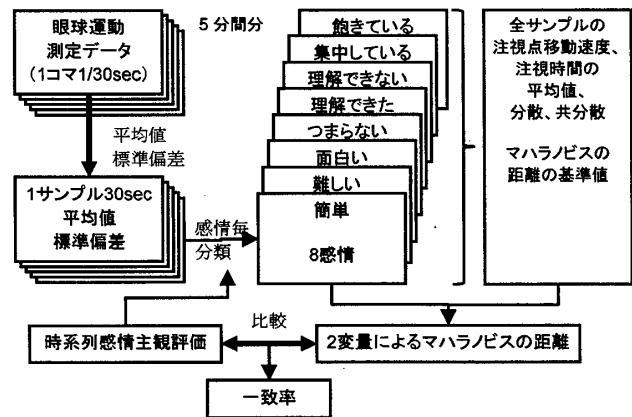 眼球運動
測定データ
(1コマ1/30sec)
5分間分
平均値
標準偏差
1サンプル30sec
平均値
標準偏差
感情毎
分類
飽きている
集中している
理解できない
理解できた
つまらない
面白い
難しい
簡単
8感情
全サンプルの
注視点移動速度、
注視時間の
平均値、
分散、共分散
マハラノビスの
距離の基準値
時系列感情主観評価
比較
2変量によるマハラノビスの距離
一致率